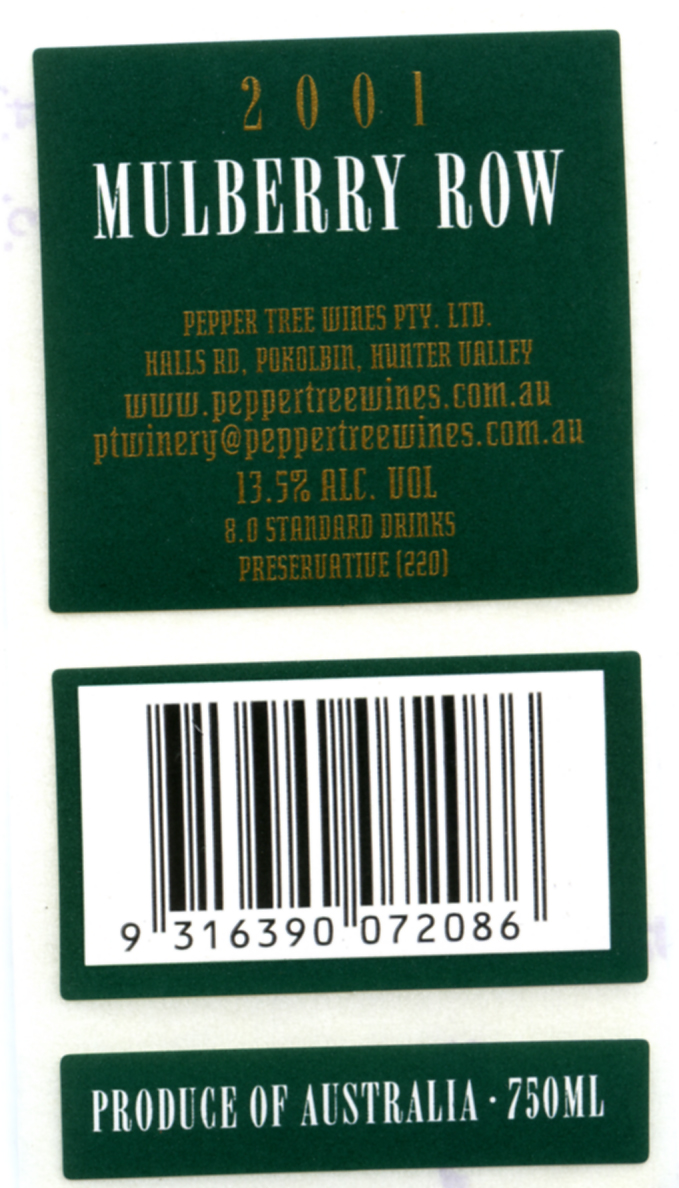 2001
MULBERRY ROW
PEPPER TREE WINES PTY. LTD.
HALLS RD, POKOLBIN, HUNTER VALLEY
www.peppertreewines.com.au
ptwinery@peppertreewines.com.au
13.5% ALC. VOL
8.0 STANDARD DRINKS
PRESERVATIVE (220)
9 316390 072086
PRODUCE OF AUSTRALIA · 750ML